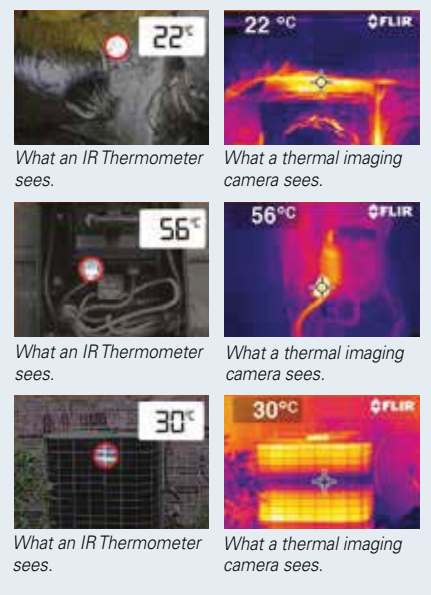 22°C
22 °C
FLIR
What an IR Thermometer
sees.
What a thermal imaging
camera sees.
56°C
56°C
FLIR
What an IR Thermometer
sees.
What a thermal imaging
camera sees.
30°C
30°C
FLIR
What an IR Thermometer
sees.
What a thermal imaging
camera sees.